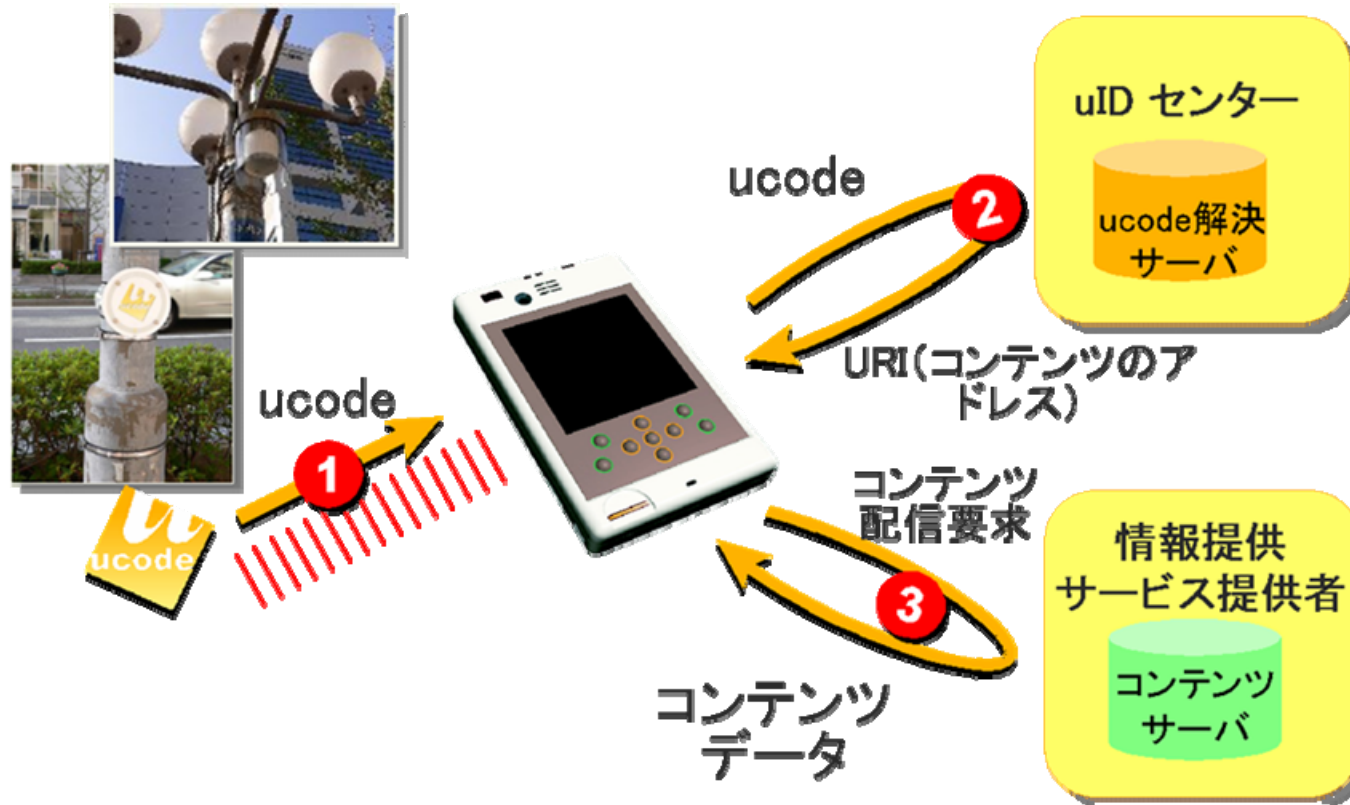 uID センター
ucode
ucode解決
サーバ
URI(コンテンツのア
ドレス)
ucode
1
2
u
ucode
コンテンツ
配信要求
3
情報提供
サービス提供者
コンテンツ
サーバ
コンテンツ
データ